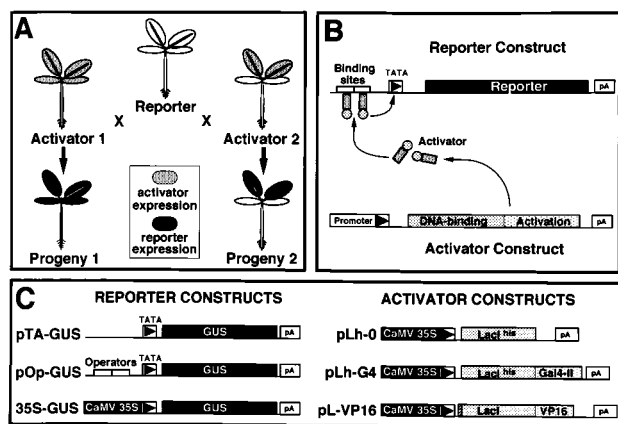 A
Reporter
Activator 1
X
X
Activator 2
activator
expression
reporter
expression
Progeny 1
Progeny 2
B
Reporter Construct
Binding
sites
TATA
Reporter
pA
Activator
Promoter
DNA-binding
Activation
pA
Activator Construct
C
REPORTER CONSTRUCTS
pTA-GUS
TATA
GUS
pA
pOp-GUS
Operators
TATA
GUS
pA
35S-GUS
CaMV 35S
GUS
pA
ACTIVATOR CONSTRUCTS
pLh-0
CaMV 35S
LacI his
pA
pLh-G4
CaMV 35S
LacI his
Gal4-II
pA
pL-VP16
CaMV 35S
LacI
VP16
pA